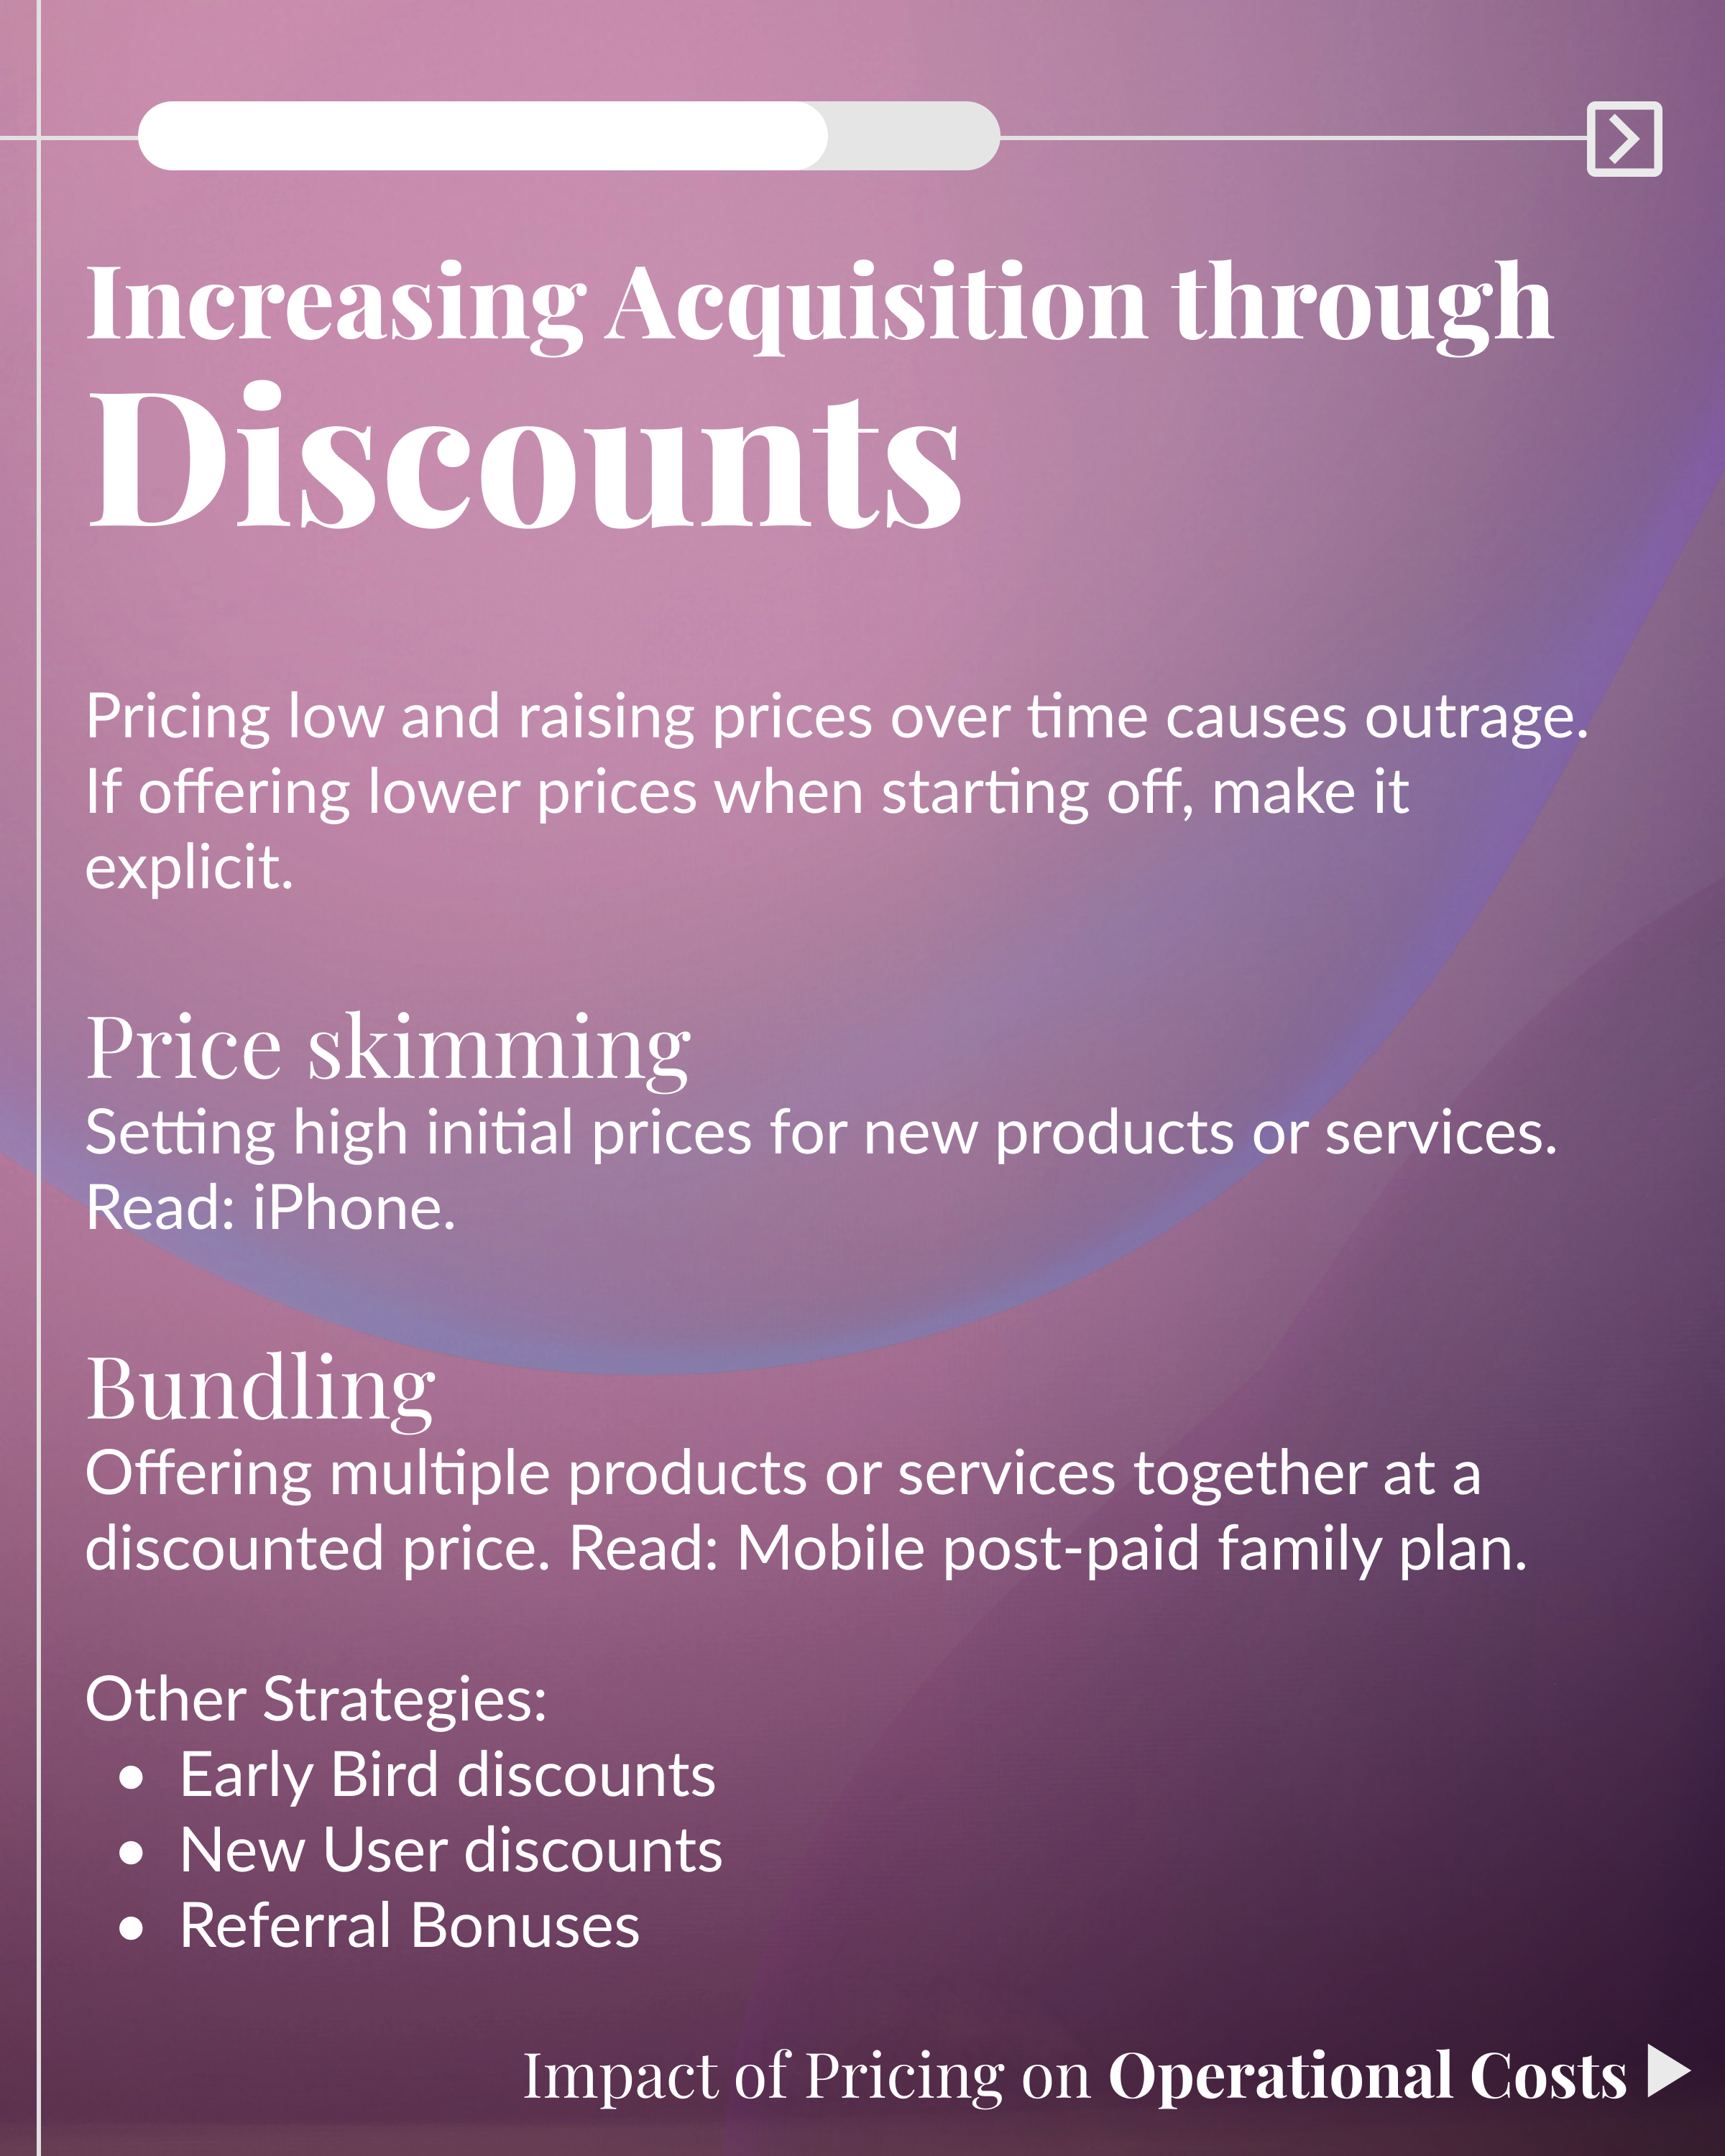 Increasing Acquisition through
Discounts
Pricing low and raising prices over time causes outrage.
If offering lower prices when starting off, make it
explicit.
Price skimming
Setting high initial prices for new products or services.
Read: iPhone.
Bundling
Offering multiple products or services together at a
discounted price. Read: Mobile post-paid family plan.
Other Strategies:
• Early Bird discounts
• New User discounts
• Referral Bonuses
Impact of Pricing on Operational Costs